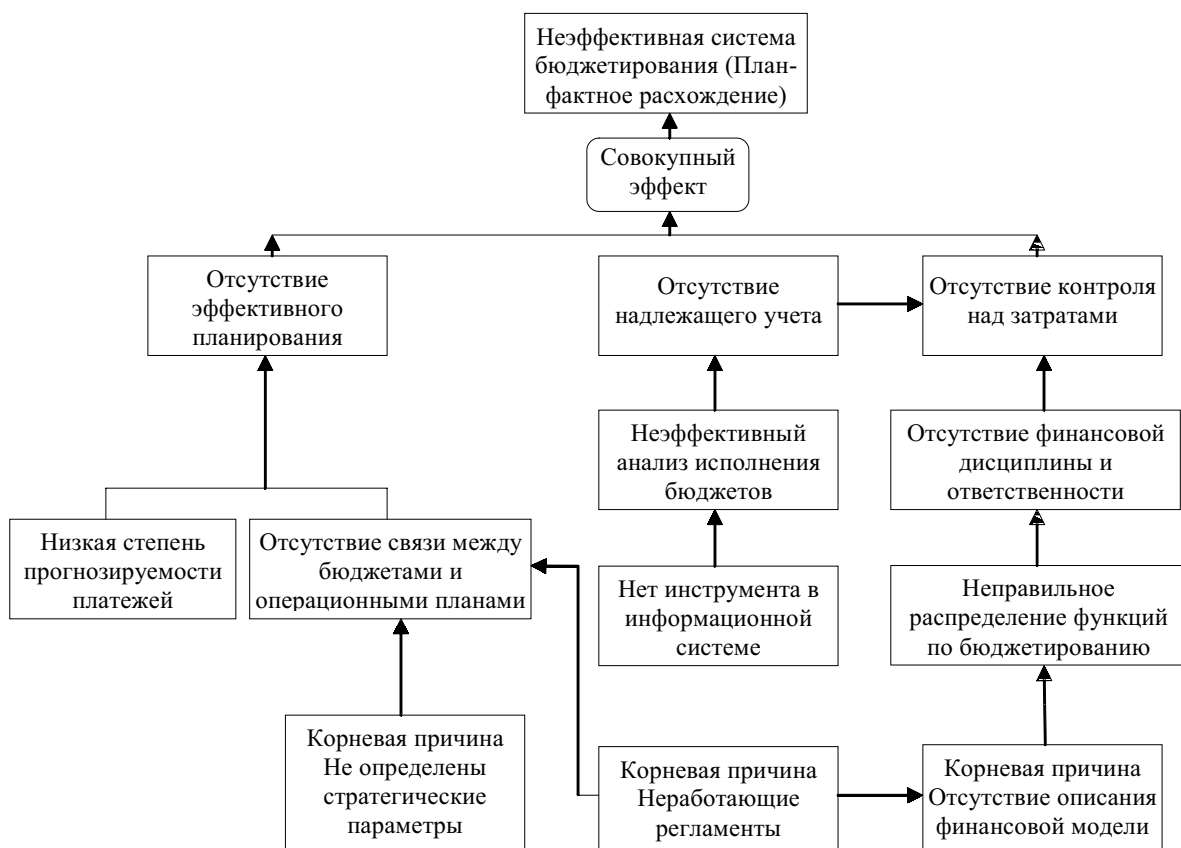 Неэффективная система
бюджетирования (План-
фактное расхождение)
Совокупный
эффект
Отсутствие
эффективного
планирования
Отсутствие
надлежащего учета
Отсутствие контроля
над затратами
Неэффективный
анализ исполнения
бюджетов
Отсутствие финансовой
дисциплины и
ответственности
Низкая степень
прогнозируемости
платежей
Отсутствие связи между
бюджетами и
операционными планами
Нет инструмента в
информационной
системе
Неправильное
распределение функций
по бюджетированию
Корневая причина
Не определены
стратегические
параметры
Корневая причина
Неработающие
регламенты
Корневая причина
Отсутствие описания
финансовой модели